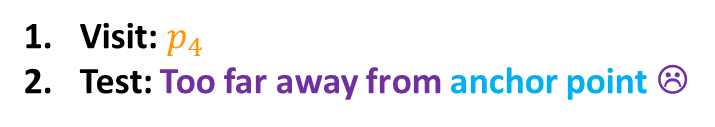 1. Visit: p₄
2. Test: Too far away from anchor point ☹